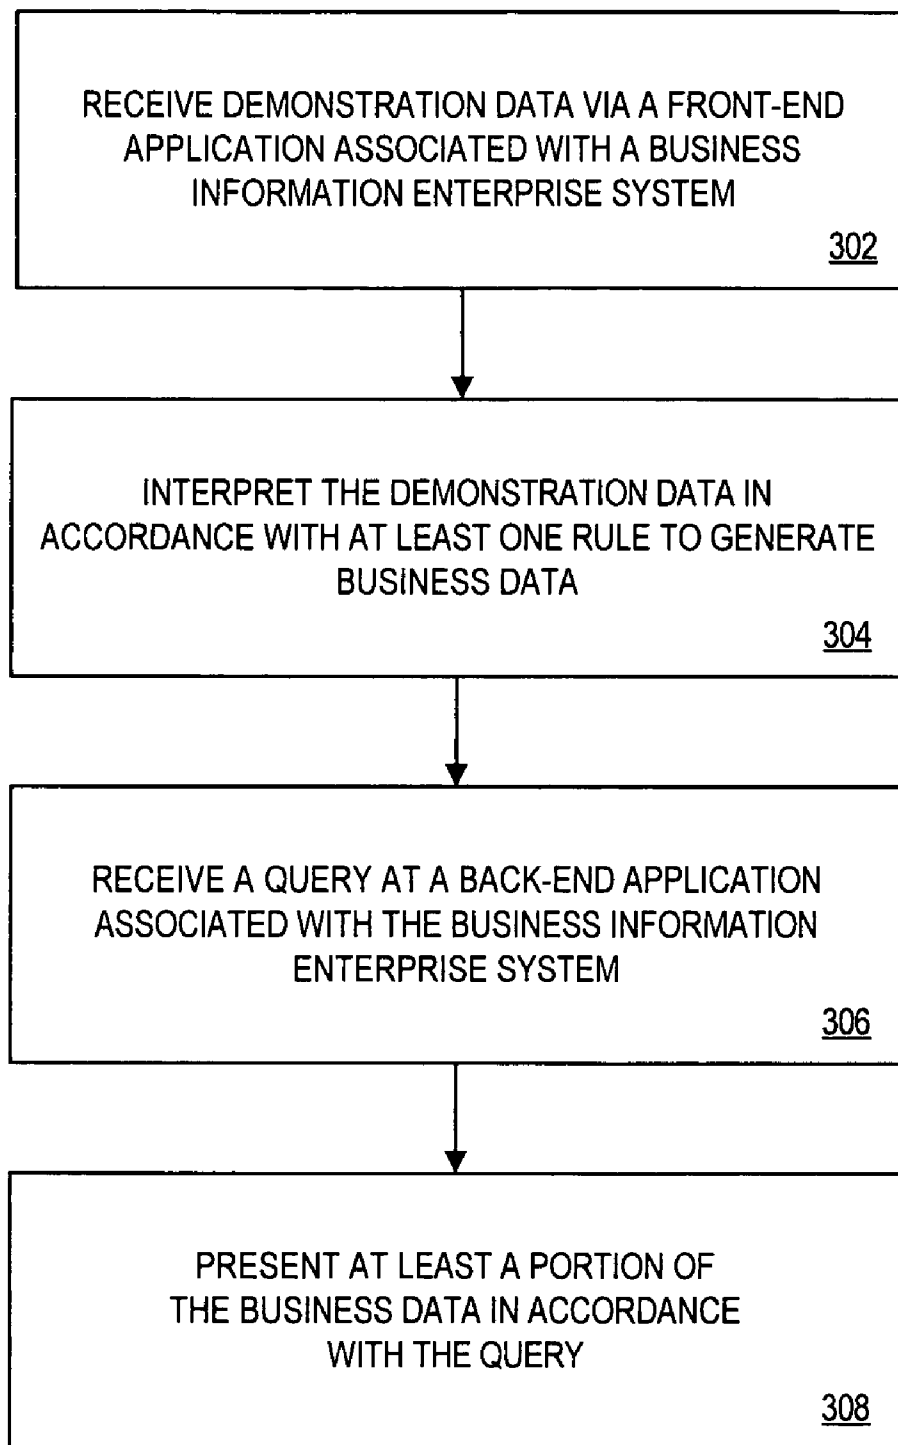 RECEIVE DEMONSTRATION DATA VIA A FRONT-END
APPLICATION ASSOCIATED WITH A BUSINESS
INFORMATION ENTERPRISE SYSTEM
302
INTERPRET THE DEMONSTRATION DATA IN
ACCORDANCE WITH AT LEAST ONE RULE TO GENERATE
BUSINESS DATA
304
RECEIVE A QUERY AT A BACK-END APPLICATION
ASSOCIATED WITH THE BUSINESS INFORMATION
ENTERPRISE SYSTEM
306
PRESENT AT LEAST A PORTION OF
THE BUSINESS DATA IN ACCORDANCE
WITH THE QUERY
308